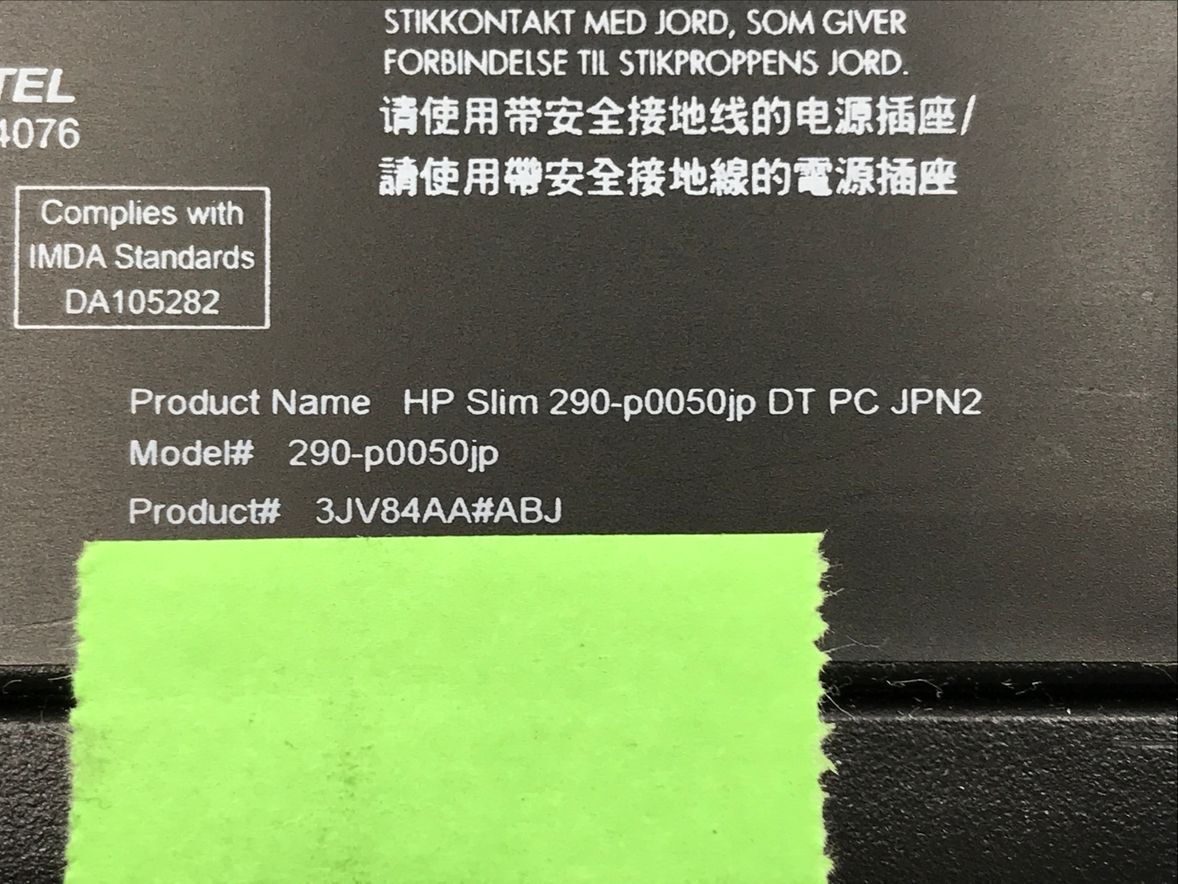 STIKKONTAKT MED JORD, SOM GIVER
FORBINDELSE TIL STIKPROPPENS JORD.
请使用带安全接地线的电源插座/
請使用帶安全接地線的電源插座
TEL
4076
Complies with
IMDA Standards
DA105282
Product Name HP Slim 290-p0050jp DT PC JPN2
Model# 290-p0050jp
Product# 3JV84AA#ABJ